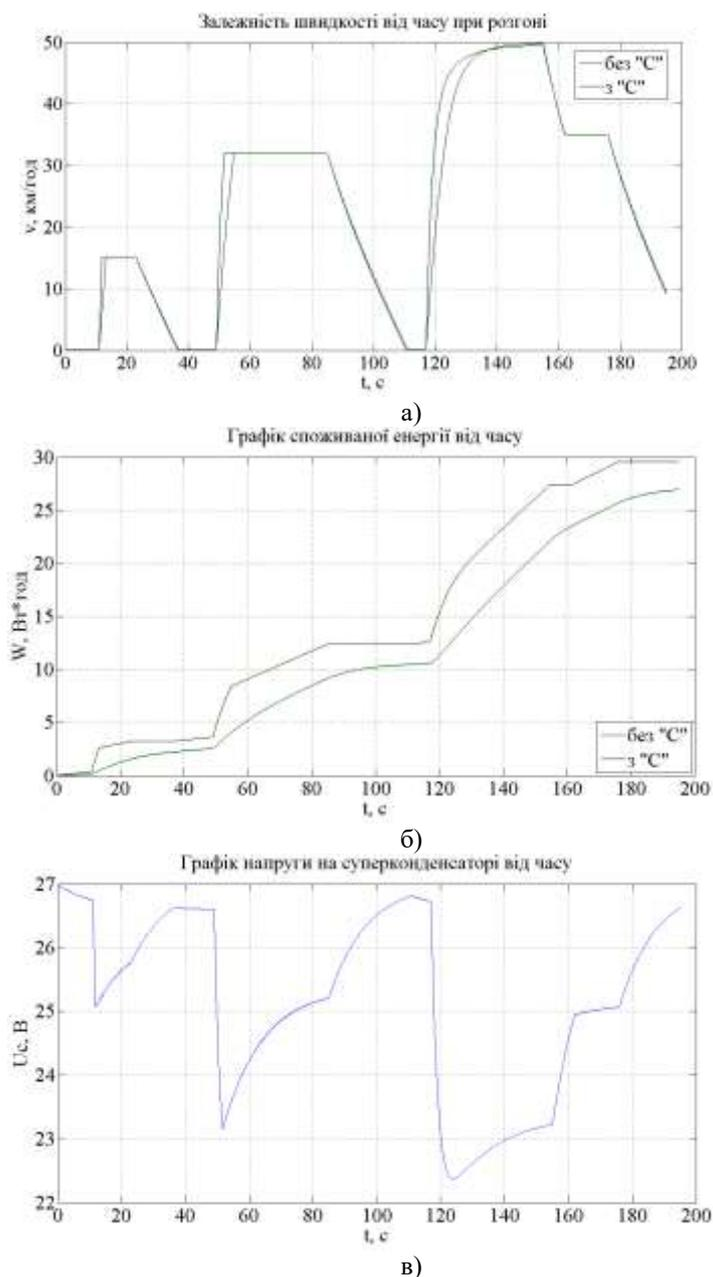 Залежність швидкості від часу при розгоні
50
40
30
20
10
0
v, км/год
без "C"
з "C"
0 20 40 60 80 100 120 140 160 180 200
t, с
а)
Графік споживаної енергії від часу
30
25
20
15
10
5
0
W, Вт*год
без "C"
з "C"
0 20 40 60 80 100 120 140 160 180 200
t, с
б)
Графік напруги на суперконденсаторі від часу
27
26
25
24
23
22
Uc, В
0 20 40 60 80 100 120 140 160 180 200
t, с
в)